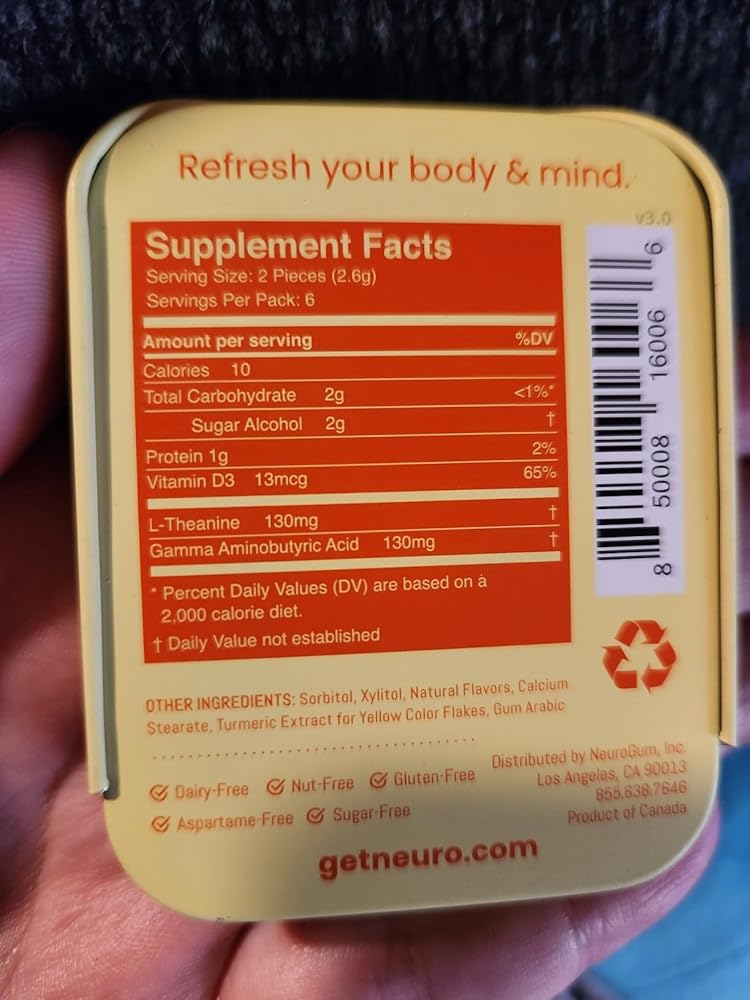 Refresh your body & mind.
v3.0
Supplement Facts
Serving Size: 2 Pieces (2.6g)
Servings Per Pack: 6
Amount per serving %DV
Calories 10
Total Carbohydrate 2g <1%*
Sugar Alcohol 2g †
Protein 1g 2%
Vitamin D3 13mcg 65%
L-Theanine 130mg †
Gamma Aminobutyric Acid 130mg †
* Percent Daily Values (DV) are based on à
2,000 calorie diet.
† Daily Value not established
8 50008 16006 6
OTHER INGREDIENTS: Sorbitol, Xylitol, Natural Flavors, Calcium
Stearate, Turmeric Extract for Yellow Color Flakes, Gum Arabic
Dairy-Free Nut-Free Gluten-Free
Aspartame-Free Sugar-Free
Distributed by NeuroGum, Inc.
Los Angeles, CA 90013
855.638.7646
Product of Canada
getneuro.com